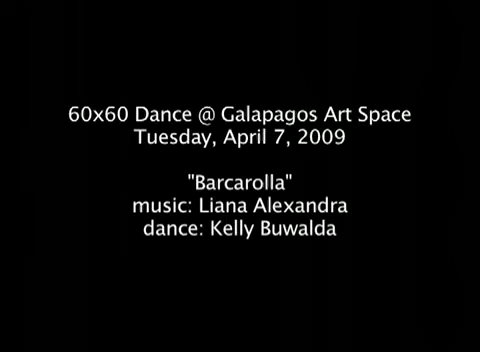 60x60 Dance @ Galapagos Art Space
Tuesday, April 7, 2009
"Barcarolla"
music: Liana Alexandra
dance: Kelly Buwalda